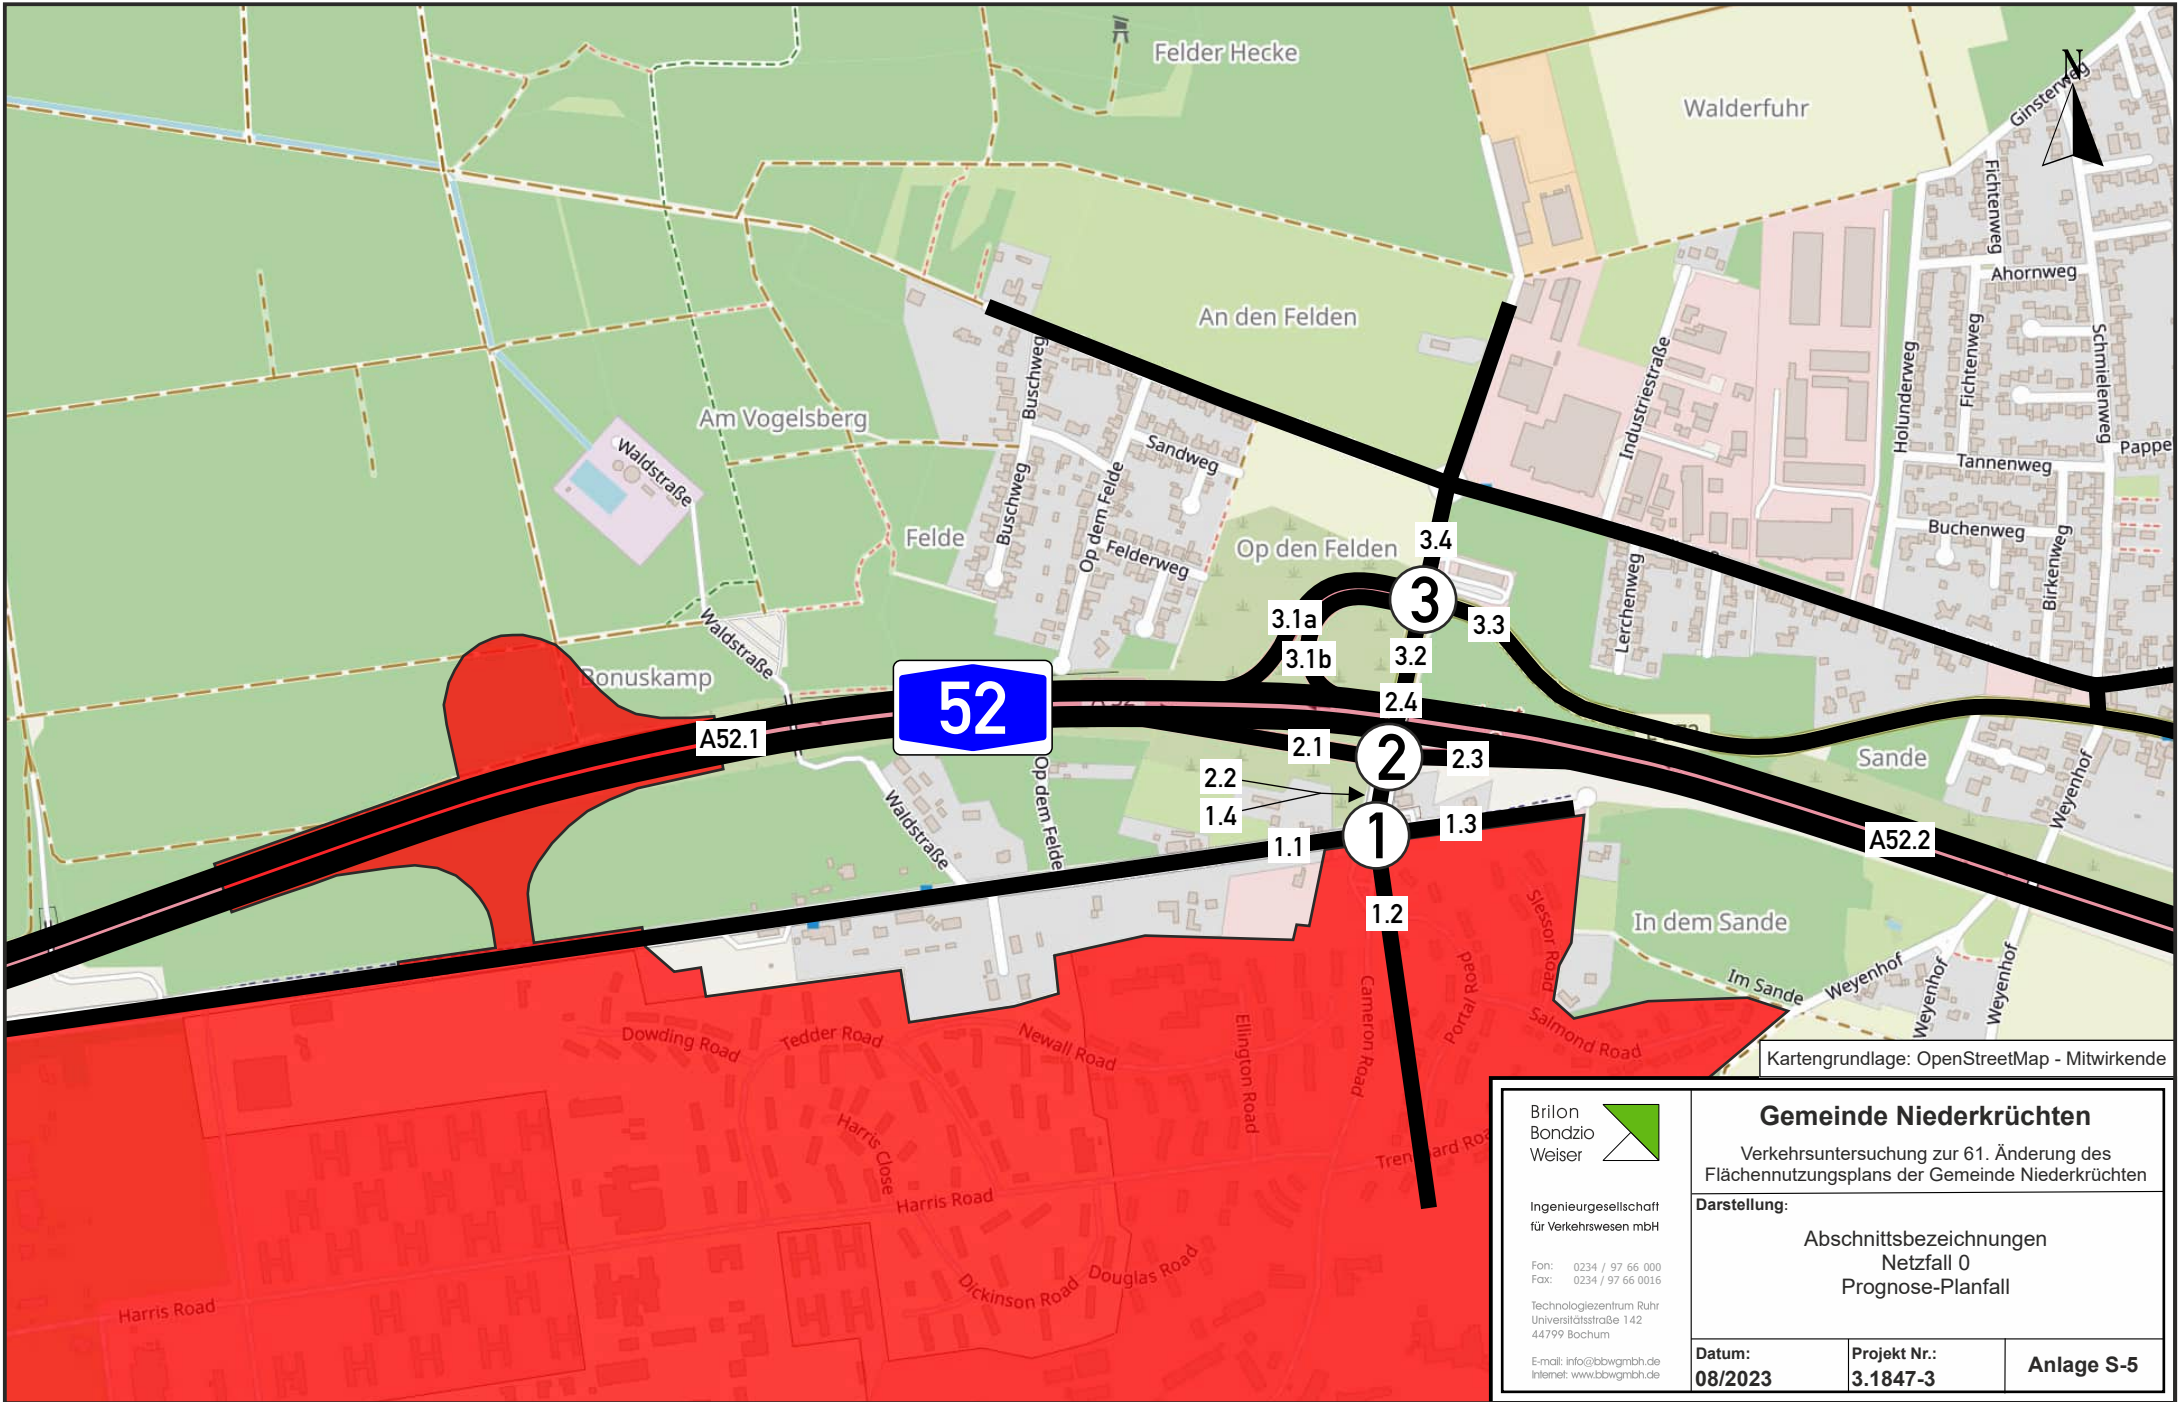 Felder Hecke
Walderfuhr
N
Ginsterweg
Fichtenweg
Ahornweg
An den Felden
Buschweg
Industriestraße
Holunderweg
Fichtenweg
Schmielenweg
Am Vogelsberg
Waldstraße
Sandweg
Tannenweg
Pappe
Buschweg
Op dem Felde
Felde
Felderweg
Op den Felden
3.4
Buchenweg
Birkenweg
Lerchenweg
3
3.1a
3.3
3.1b
3.2
Waldstraße
Bonuskamp
52
2.4
A52.1
2.1
2
2.3
Sande
2.2
1.4
Op dem Felde
Waldstraße
1.1
1
1.3
A52.2
Weyenhof
1.2
Slessor Road
In dem Sande
Im Sande
Weyenhof
Weyenhof
Weyenhof
Portal Road
Cameron Road
Salmond Road
Dowding Road
Tedder Road
Newall Road
Ellington Road
Harris Close
Harris Road
Dickinson Road
Douglas Road
Harris Road
Kartengrundlage: OpenStreetMap - Mitwirkende
Brilon
Bondzio
Weiser
Ingenieurgesellschaft
für Verkehrswesen mbH
Fon: 0234 / 97 66 000
Fax: 0234 / 97 66 0016
Technologiezentrum Ruhr
Universitätsstraße 142
44799 Bochum
E-mail: info@bbwgmbh.de
Internet: www.bbwgmbh.de
Gemeinde Niederkrüchten
Verkehrsuntersuchung zur 61. Änderung des
Flächennutzungsplans der Gemeinde Niederkrüchten
Darstellung:
Abschnittsbezeichnungen
Netzfall 0
Prognose-Planfall
Datum:
08/2023
Projekt Nr.:
3.1847-3
Anlage S-5